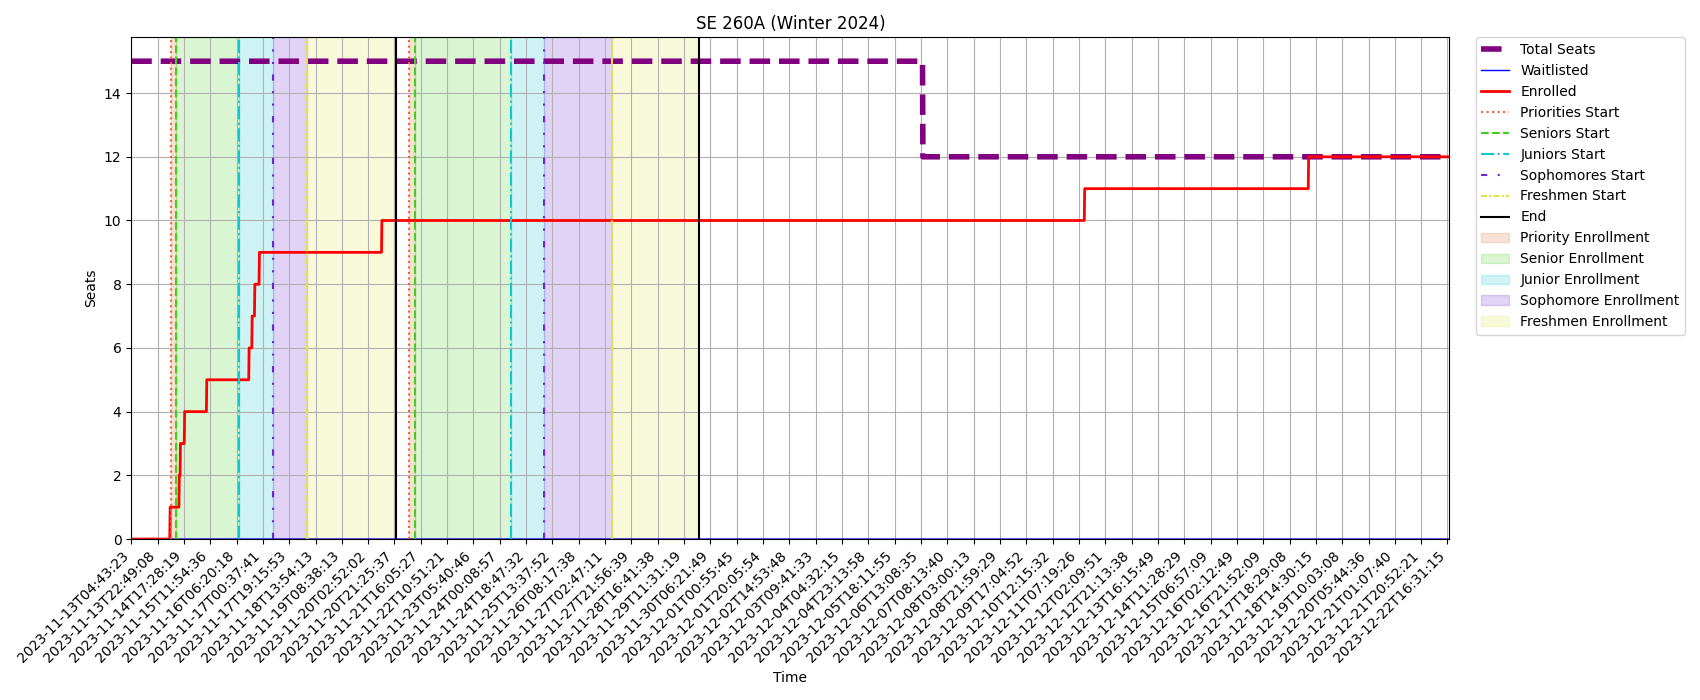 SE 260A (Winter 2024)
Seats
14
12
10
8
6
4
2
0
2023-11-13T04:43:23
2023-11-13T22:49:08
2023-11-14T17:28:19
2023-11-15T11:54:36
2023-11-16T06:20:18
2023-11-17T00:37:41
2023-11-17T19:15:53
2023-11-18T13:54:13
2023-11-19T08:38:13
2023-11-20T02:52:02
2023-11-20T21:25:37
2023-11-21T16:05:27
2023-11-22T10:51:21
2023-11-23T05:40:46
2023-11-24T00:08:57
2023-11-24T18:47:32
2023-11-25T13:37:52
2023-11-26T08:17:38
2023-11-27T02:47:11
2023-11-27T21:56:39
2023-11-28T16:41:38
2023-11-29T11:31:19
2023-11-30T06:21:49
2023-12-01T00:55:45
2023-12-01T20:05:54
2023-12-02T14:53:48
2023-12-03T09:41:33
2023-12-04T04:32:15
2023-12-04T23:13:58
2023-12-05T18:11:55
2023-12-06T13:08:35
2023-12-07T08:13:40
2023-12-08T03:00:13
2023-12-08T21:59:29
2023-12-09T17:04:52
2023-12-10T12:15:32
2023-12-11T07:19:26
2023-12-12T02:09:51
2023-12-12T21:13:38
2023-12-13T16:15:49
2023-12-14T11:28:29
2023-12-15T06:57:09
2023-12-16T02:12:49
2023-12-16T21:52:09
2023-12-17T18:29:08
2023-12-18T14:30:15
2023-12-19T10:03:08
2023-12-20T05:44:36
2023-12-21T01:07:40
2023-12-21T20:52:21
2023-12-22T16:31:15
Time
Total Seats
Waitlisted
Enrolled
Priorities Start
Seniors Start
Juniors Start
Sophomores Start
Freshmen Start
End
Priority Enrollment
Senior Enrollment
Junior Enrollment
Sophomore Enrollment
Freshmen Enrollment